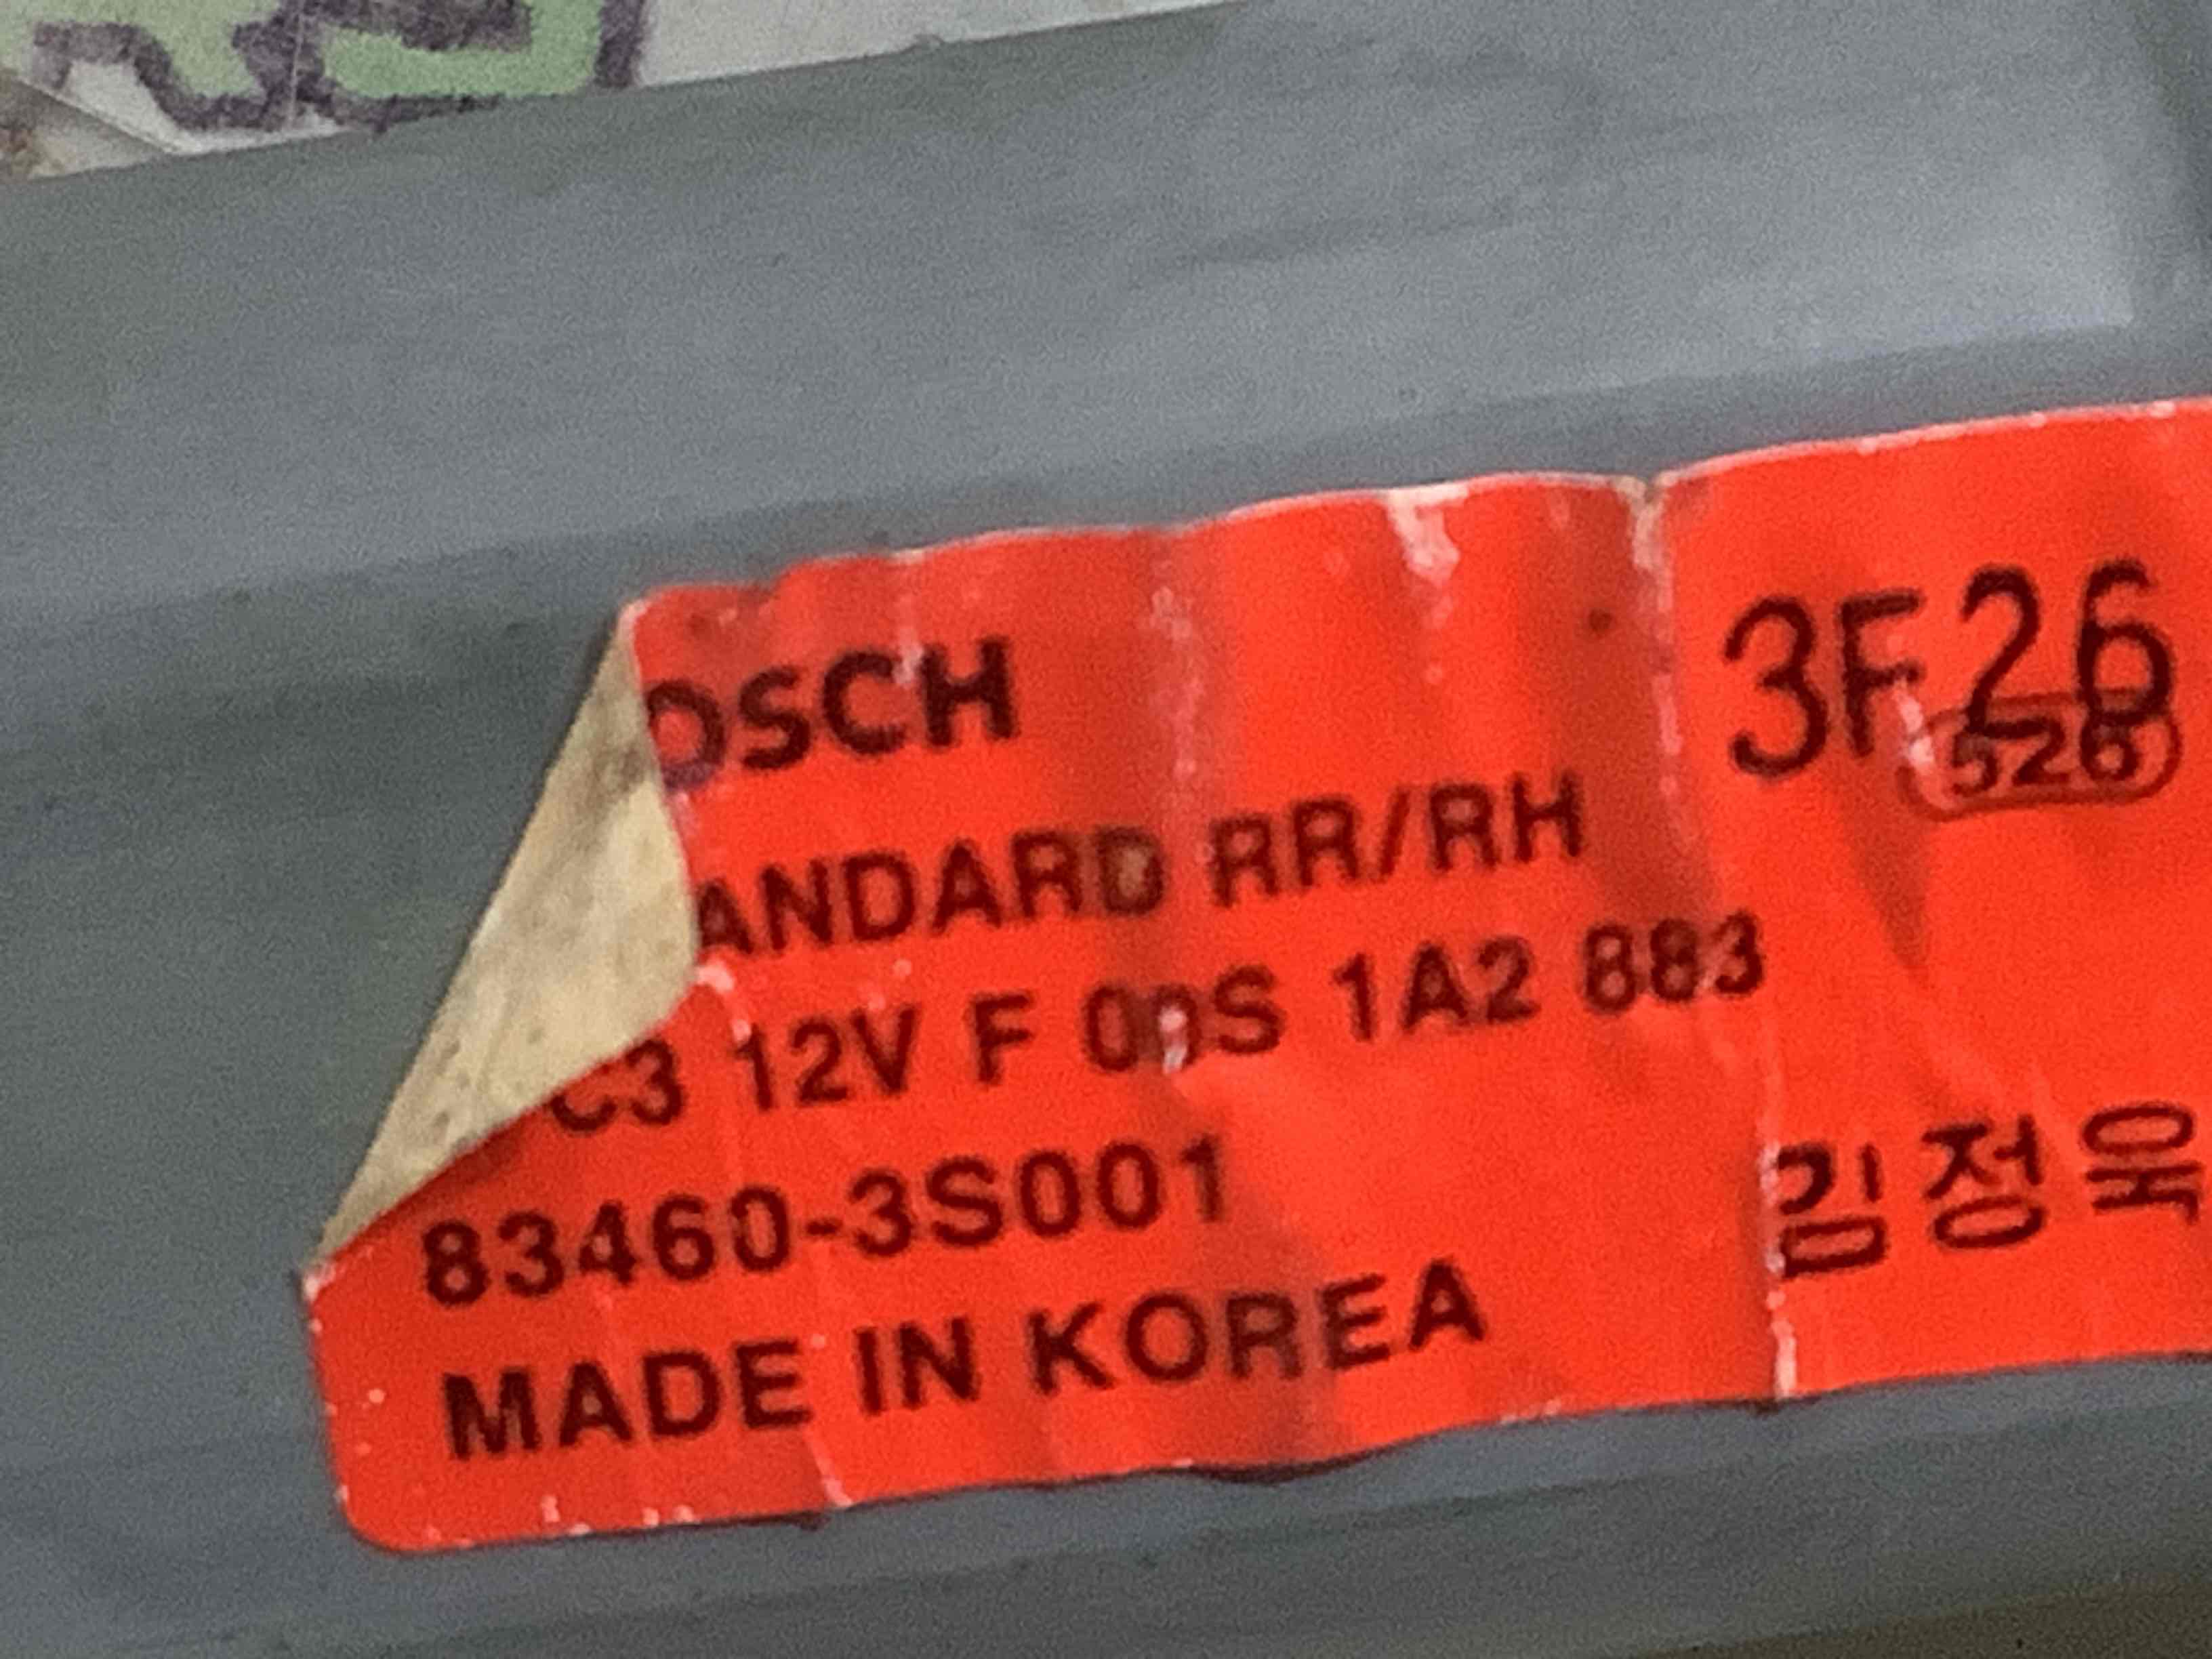 OSCH
3F26
526
ANDARD RR/RH
C3 12V F 00S 1A2 883
83460-3S001
김정욱
MADE IN KOREA